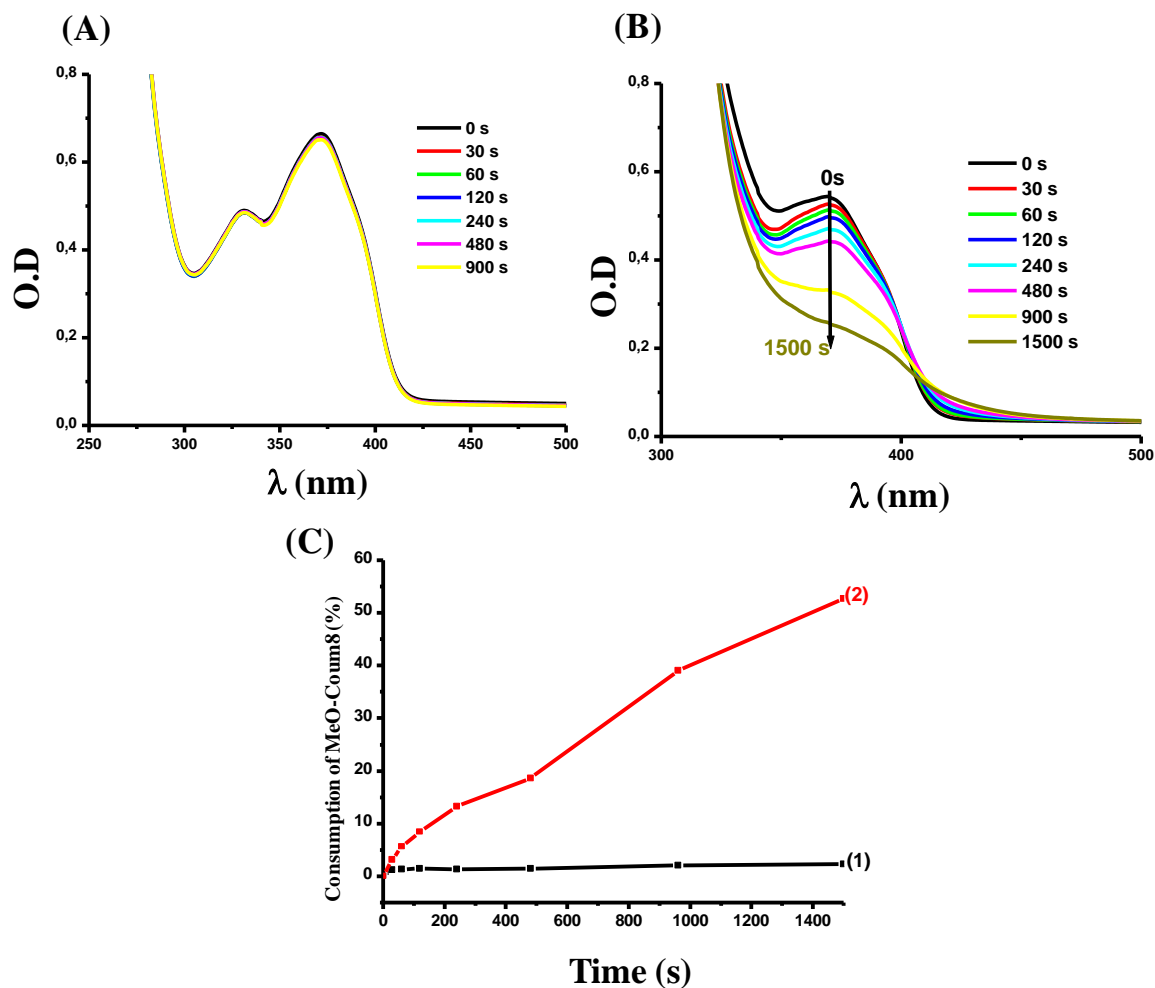 (A)
0,8
0,6
0,4
0,2
0,0
250
300
350
400
450
500
O.D
λ (nm)
0 s
30 s
60 s
120 s
240 s
480 s
900 s
(B)
0,8
0,6
0,4
0,2
0,0
300
400
500
O.D
λ (nm)
0s
1500 s
0 s
30 s
60 s
120 s
240 s
480 s
900 s
1500 s
(C)
60
50
40
30
20
10
0
0
200
400
600
800
1000
1200
1400
Consumption of MeO-Coum8 (%)
Time (s)
(2)
(1)